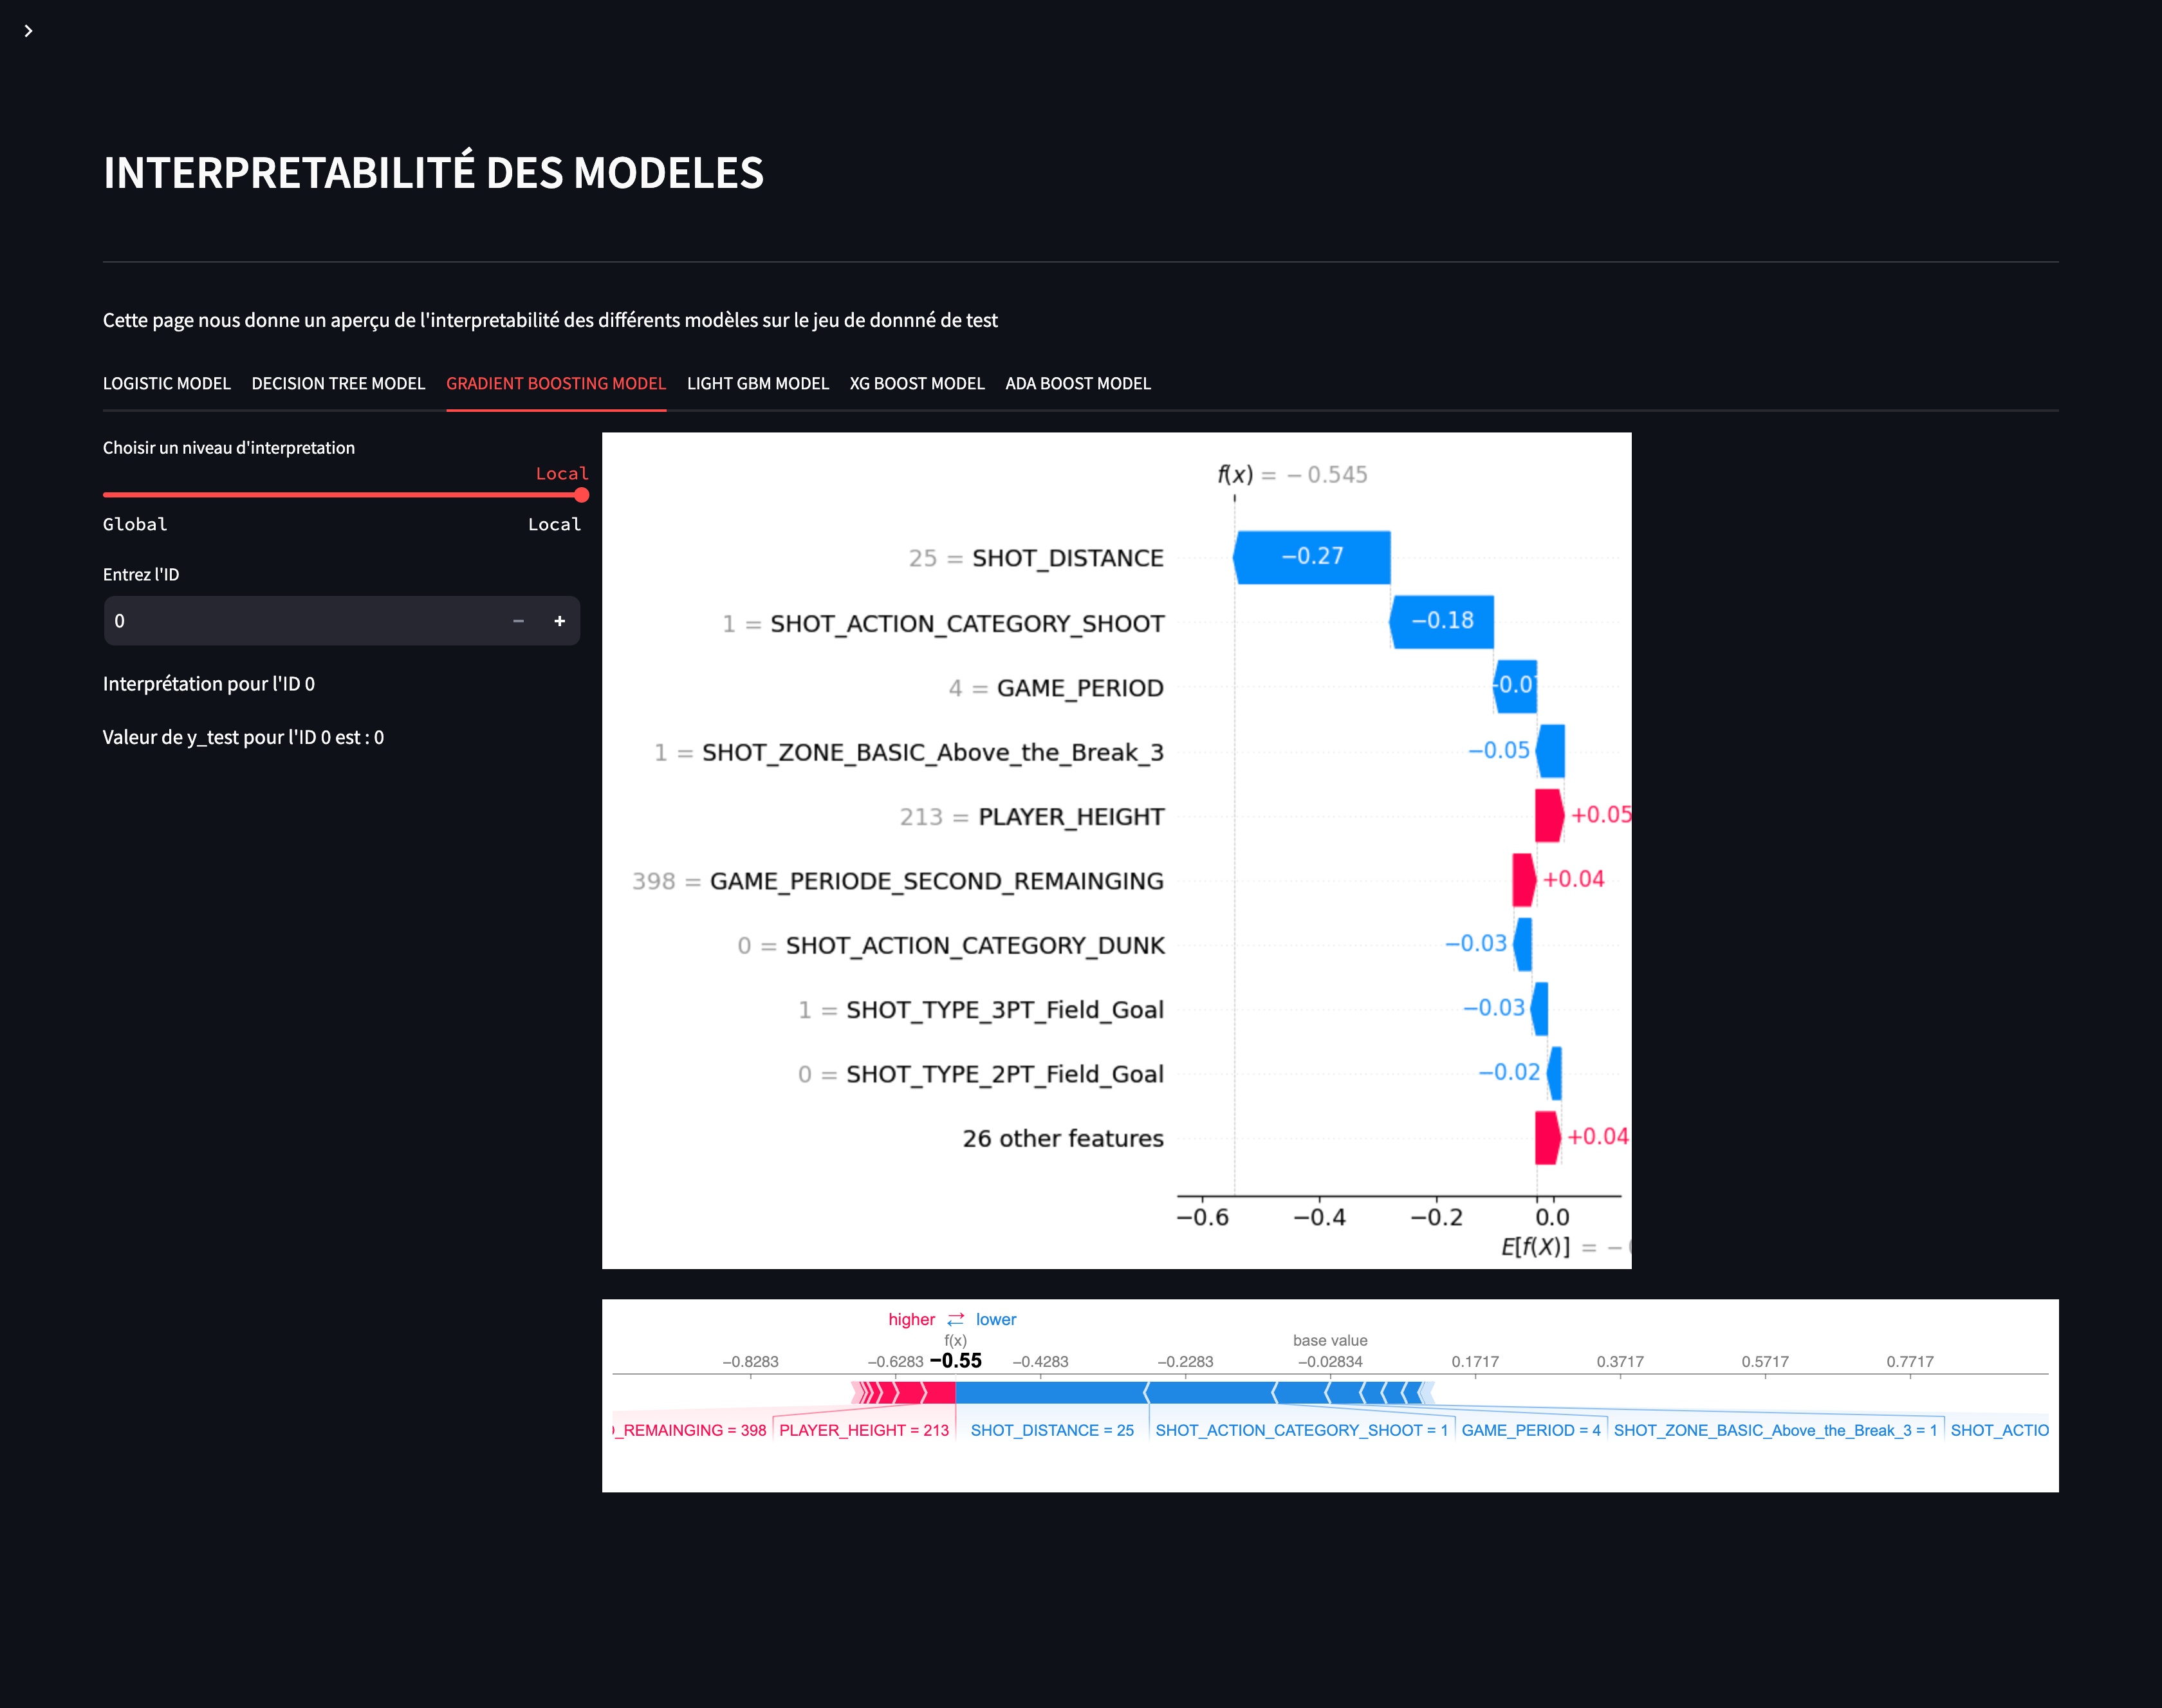 INTERPRETABILITÉ DES MODELES
Cette page nous donne un aperçu de l'interpretabilité des différents modèles sur le jeu de donnné de test
LOGISTIC MODEL DECISION TREE MODEL GRADIENT BOOSTING MODEL LIGHT GBM MODEL XG BOOST MODEL ADA BOOST MODEL
Choisir un niveau d'interpretation
Local
Global Local
Entrez l'ID
0
Interprétation pour l'ID 0
Valeur de y_test pour l'ID 0 est : 0
f(x) = −0.545
25 = SHOT_DISTANCE −0.27
1 = SHOT_ACTION_CATEGORY_SHOOT −0.18
4 = GAME_PERIOD
1 = SHOT_ZONE_BASIC_Above_the_Break_3 −0.05
213 = PLAYER_HEIGHT +0.05
398 = GAME_PERIODE_SECOND_REMAINGING +0.04
0 = SHOT_ACTION_CATEGORY_DUNK −0.03
1 = SHOT_TYPE_3PT_Field_Goal −0.03
0 = SHOT_TYPE_2PT_Field_Goal −0.02
26 other features +0.04
−0.6 −0.4 −0.2 0.0
E[f(X)] = −
higher ⇄ lower
f(x) base value
−0.8283 −0.6283 −0.55 −0.4283 −0.2283 −0.02834 0.1717 0.3717 0.5717 0.7717
_REMAINGING = 398 PLAYER_HEIGHT = 213 SHOT_DISTANCE = 25 SHOT_ACTION_CATEGORY_SHOOT = 1 GAME_PERIOD = 4 SHOT_ZONE_BASIC_Above_the_Break_3 = 1 SHOT_ACTIO